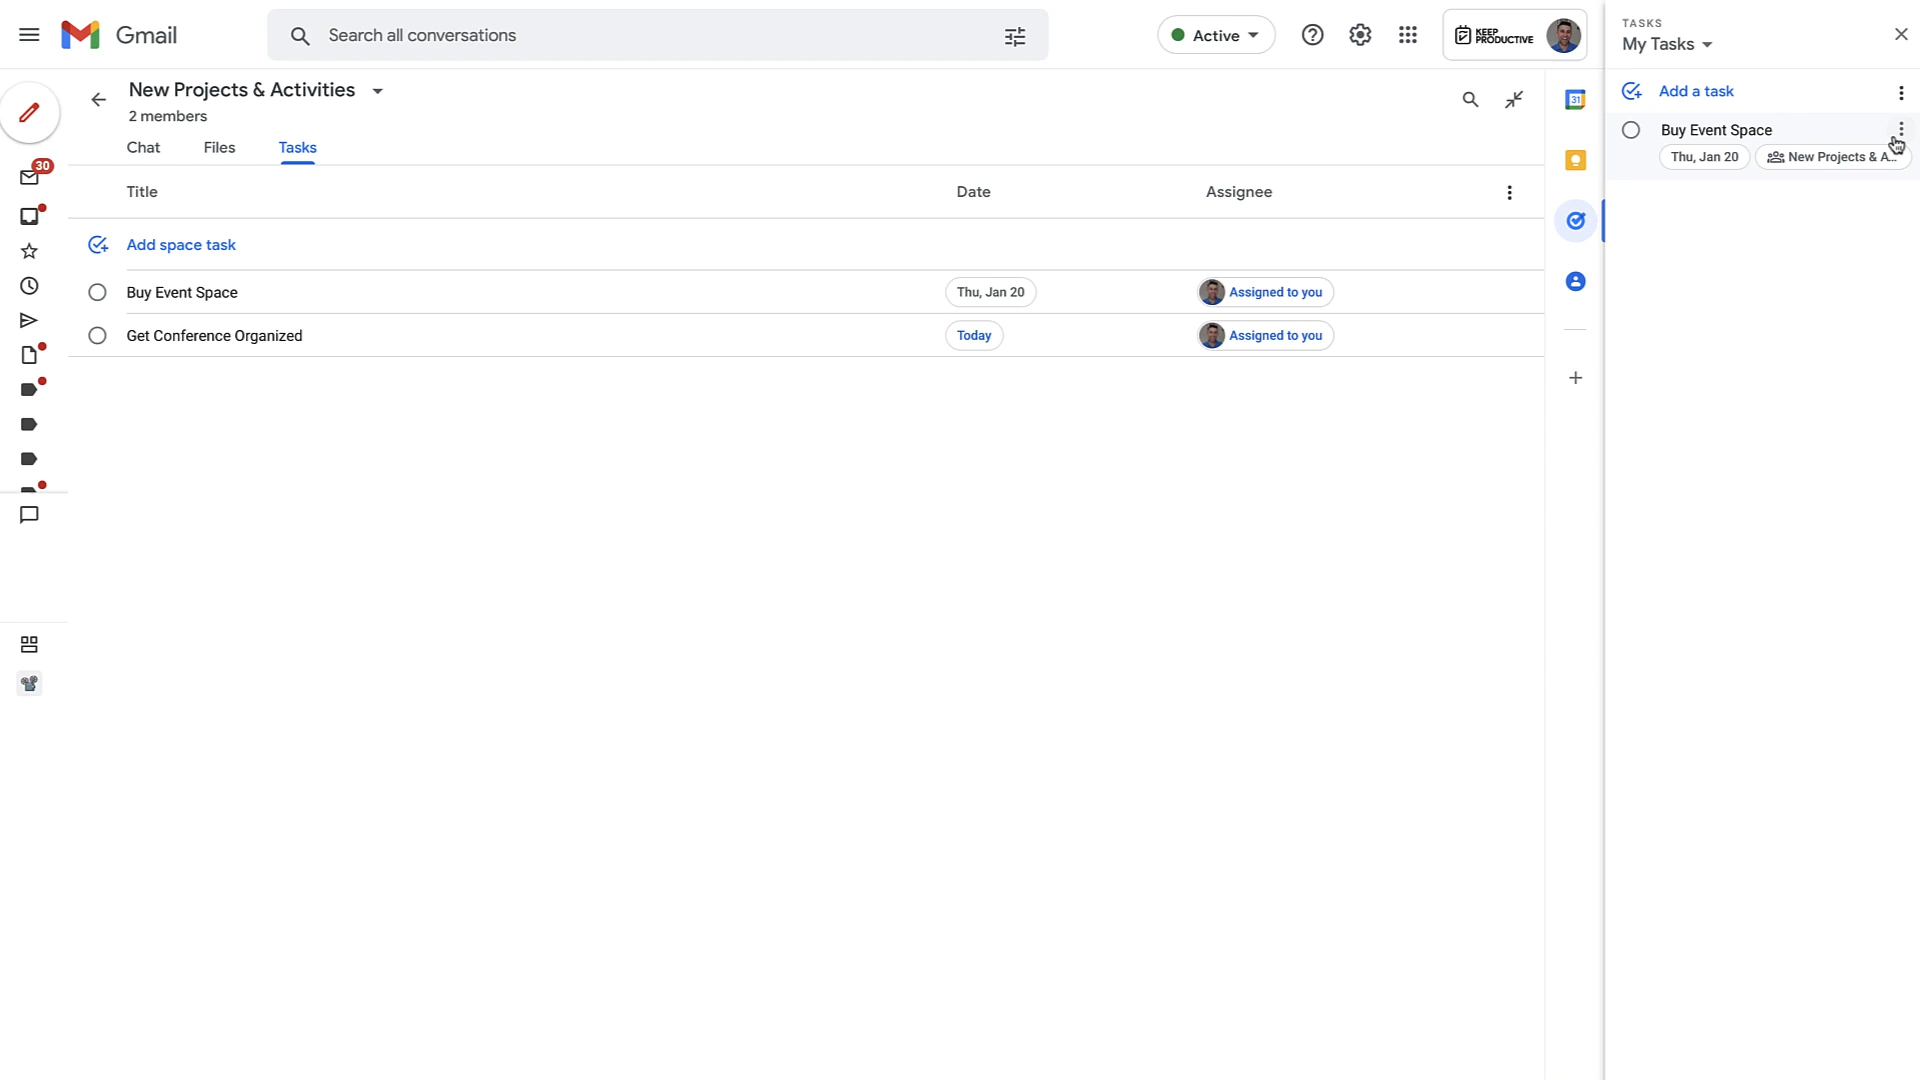 Gmail
Search all conversations
Active
KEEP
PRODUCTIVE
TASKS
My Tasks
New Projects & Activities
2 members
Chat Files Tasks
Title Date Assignee
Add space task
Buy Event Space Thu, Jan 20 Assigned to you
Get Conference Organized Today Assigned to you
30
31
Add a task
Buy Event Space
Thu, Jan 20 New Projects & A...